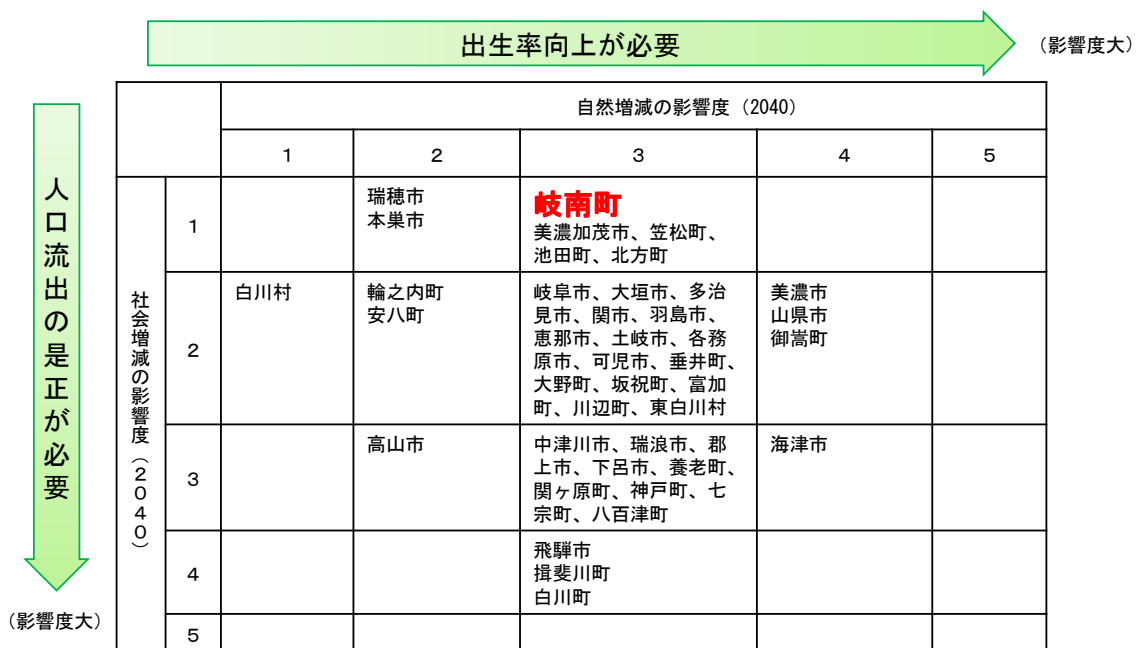 出生率向上が必要
（影響度大）
人口流出の是正が必要
（影響度大）
自然増減の影響度（2040）
1
2
3
4
5
社会増減の影響度（2040）
1
瑞穂市
本巣市
岐南町
美濃加茂市、笠松町、
池田町、北方町
2
白川村
輪之内町
安八町
岐阜市、大垣市、多治
見市、関市、羽島市、
恵那市、土岐市、各務
原市、可児市、垂井町、
大野町、坂祝町、富加
町、川辺町、東白川村
美濃市
山県市
御嵩町
3
高山市
中津川市、瑞浪市、郡
上市、下呂市、養老町、
関ヶ原町、神戸町、七
宗町、八百津町
海津市
4
飛騨市
揖斐川町
白川町
5